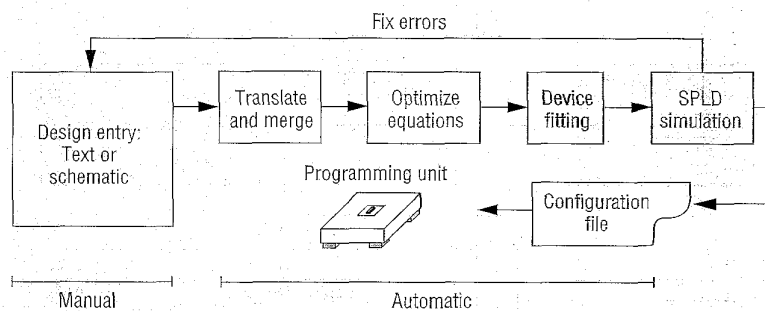 Fix errors
Design entry:
Text or
schematic
Translate
and merge
Optimize
equations
Device
fitting
SPLD
simulation
Programming unit
Configuration
file
Manual
Automatic